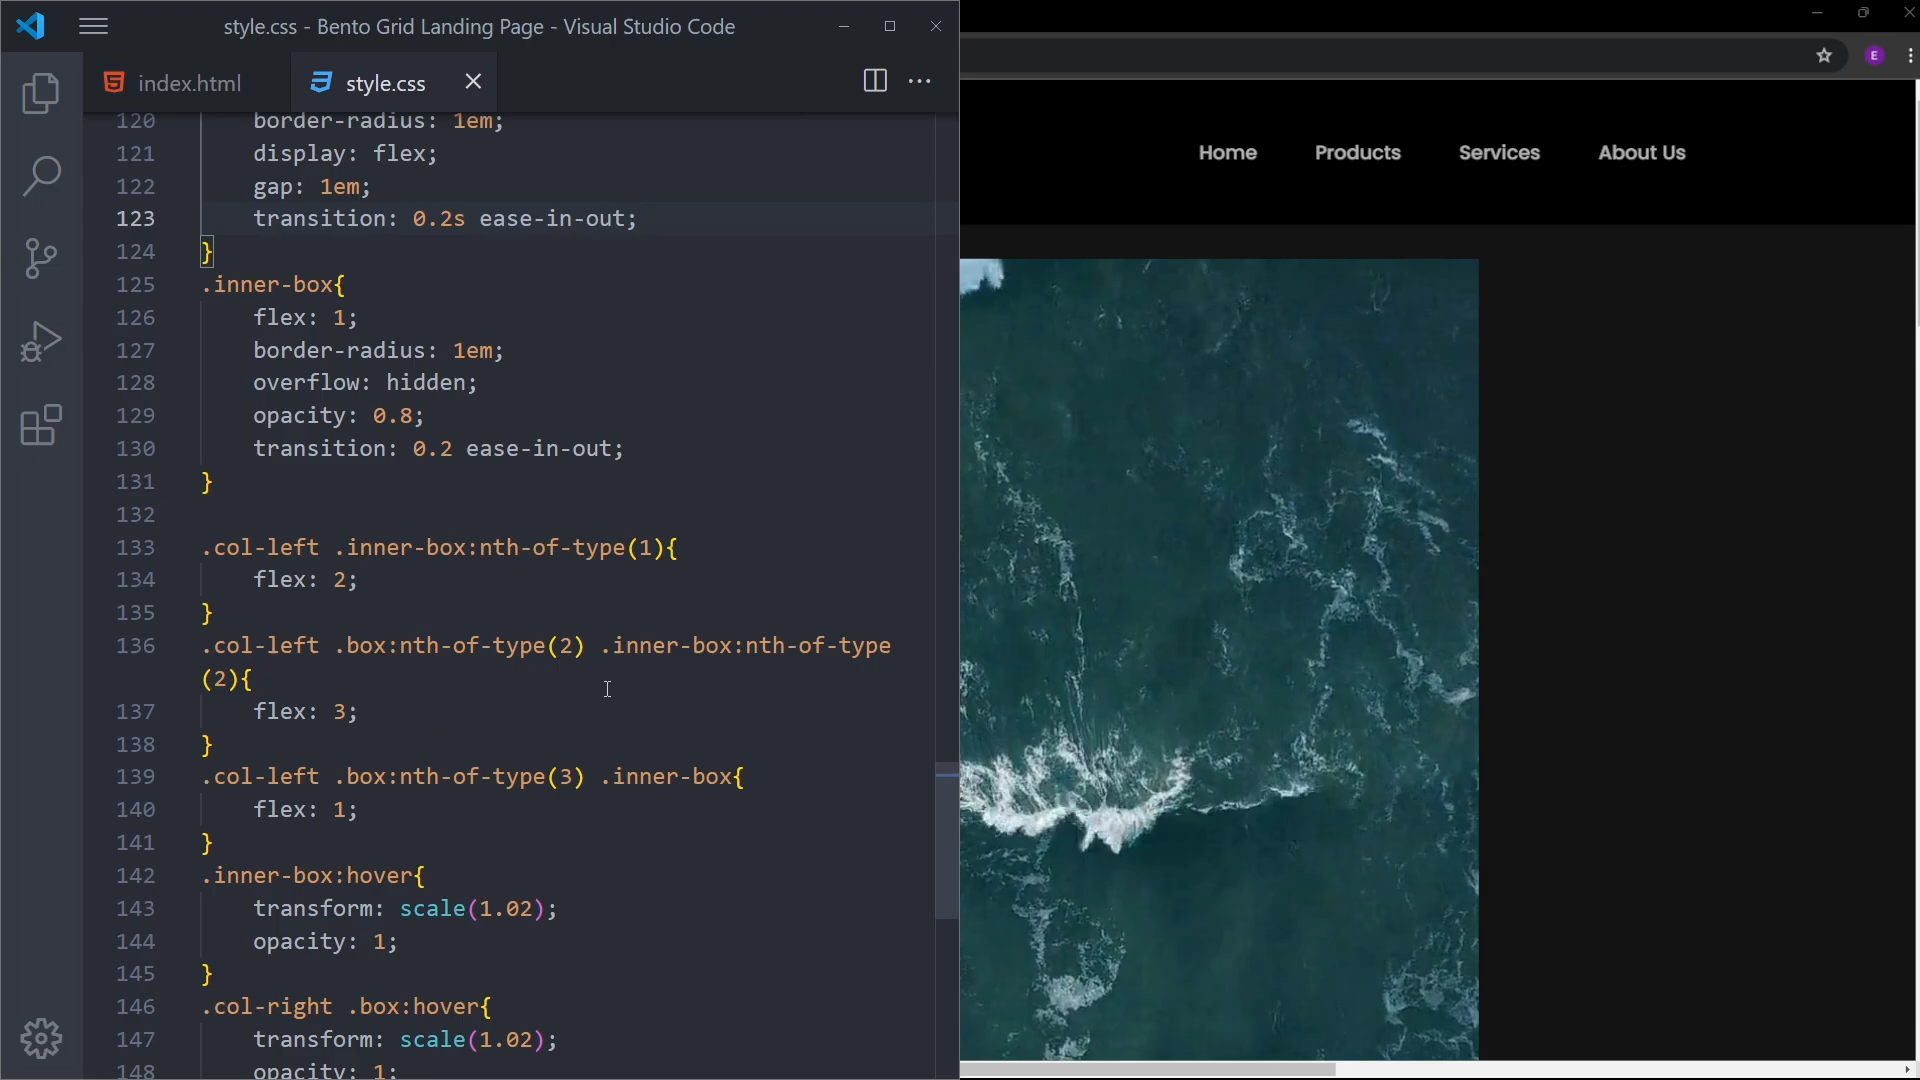 style.css - Bento Grid Landing Page - Visual Studio Code
index.html
style.css
120 border-radius: 1em;
121 display: flex;
122 gap: 1em;
123 transition: 0.2s ease-in-out;
124 }
125 .inner-box{
126 flex: 1;
127 border-radius: 1em;
128 overflow: hidden;
129 opacity: 0.8;
130 transition: 0.2 ease-in-out;
131 }
132
133 .col-left .inner-box:nth-of-type(1){
134 flex: 2;
135 }
136 .col-left .box:nth-of-type(2) .inner-box:nth-of-type
(2){
137 flex: 3;
138 }
139 .col-left .box:nth-of-type(3) .inner-box{
140 flex: 1;
141 }
142 .inner-box:hover{
143 transform: scale(1.02);
144 opacity: 1;
145 }
146 .col-right .box:hover{
147 transform: scale(1.02);
148 opacity: 1;
E
Home Products Services About Us